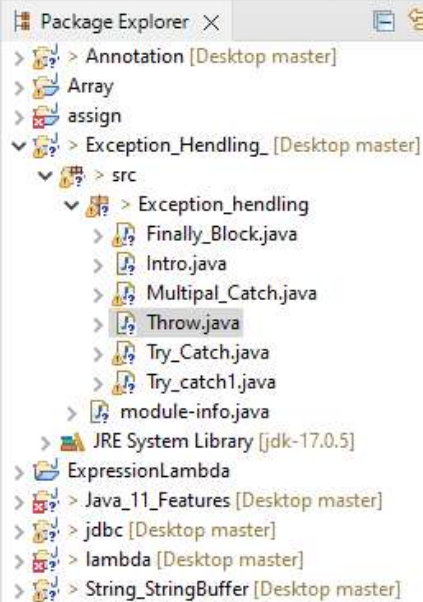 Package Explorer
> Annotation [Desktop master]
Array
assign
> Exception_Hendling_ [Desktop master]
> src
> Exception_hendling
Finally_Block.java
Intro.java
Multipal_Catch.java
Throw.java
Try_Catch.java
Try_catch1.java
module-info.java
JRE System Library [jdk-17.0.5]
ExpressionLambda
> Java_11_Features [Desktop master]
> jdbc [Desktop master]
> lambda [Desktop master]
> String_StringBuffer [Desktop master]